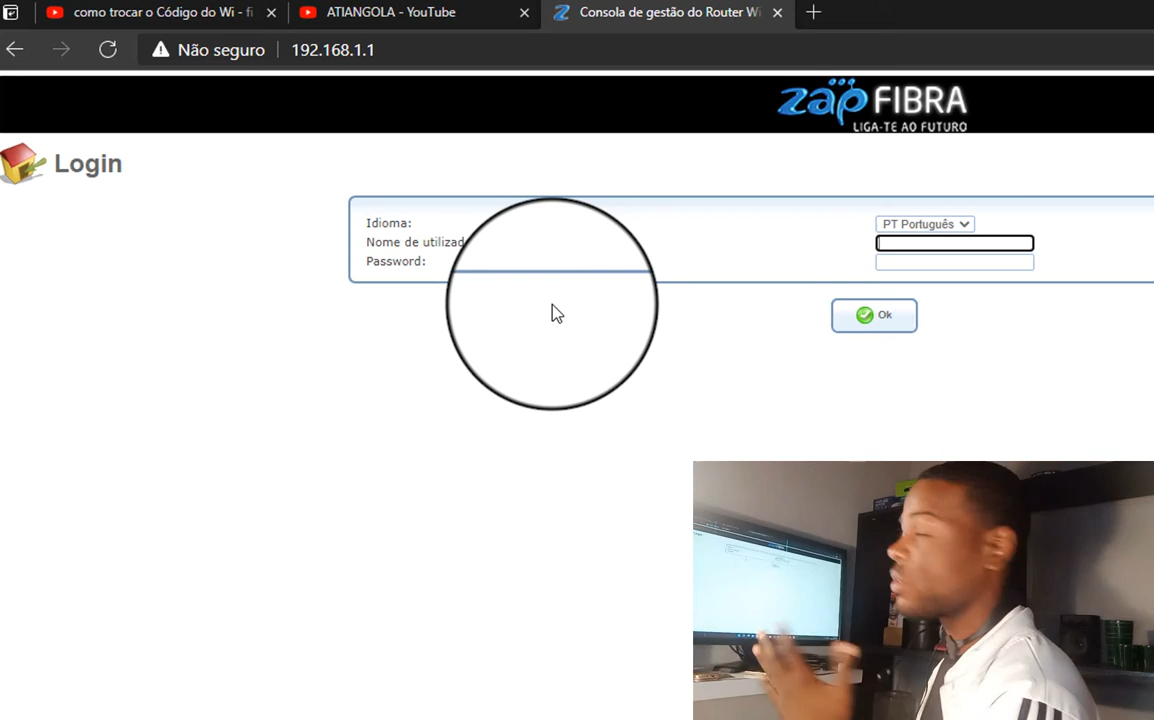 como trocar o Código do Wi - fi
ATIANGOLA - YouTube
Consola de gestão do Router Wi
Não seguro
192.168.1.1
zap FIBRA
LIGA-TE AO FUTURO
Login
Idioma:
PT Português
Nome de utilizad
Password:
Ok